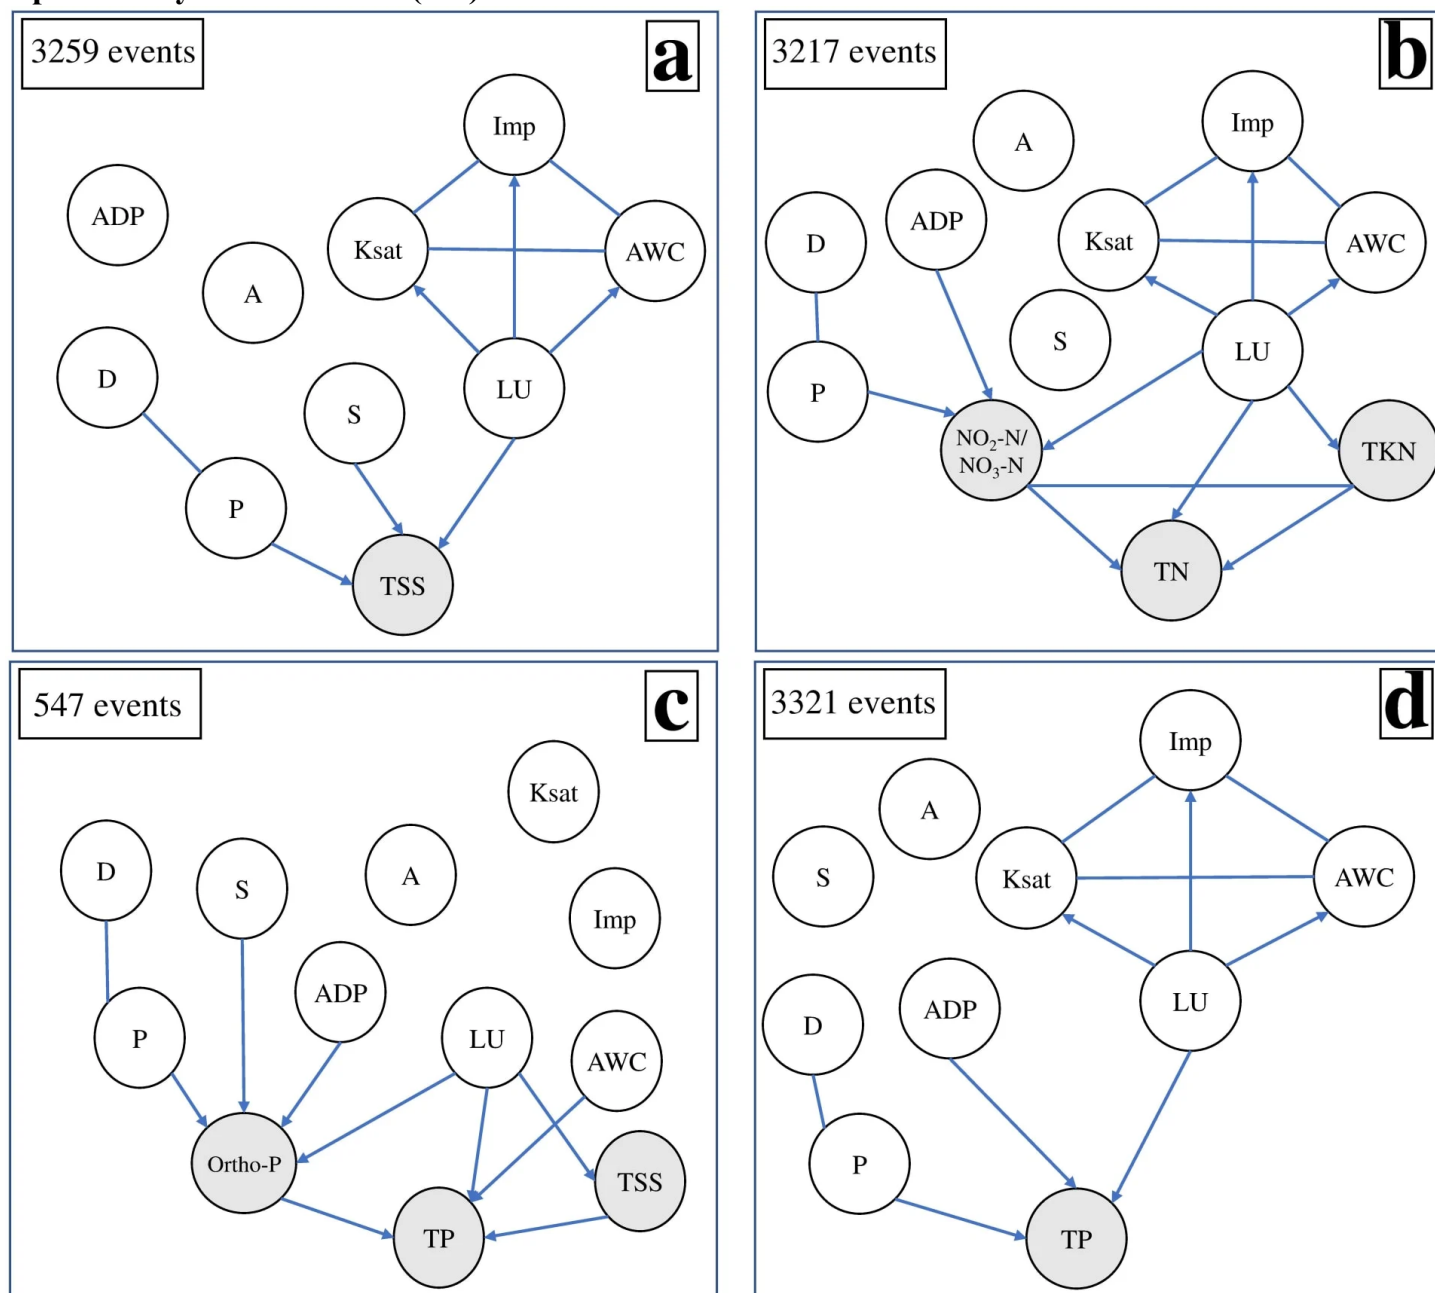 3259 events
a
Imp
ADP
Ksat
AWC
A
D
S
LU
P
TSS
3217 events
b
Imp
A
ADP
D
Ksat
AWC
S
LU
P
NO2-N/
NO3-N
TKN
TN
547 events
c
Ksat
D
S
A
Imp
ADP
P
LU
AWC
Ortho-P
TSS
TP
3321 events
d
Imp
A
S
Ksat
AWC
ADP
LU
D
P
TP